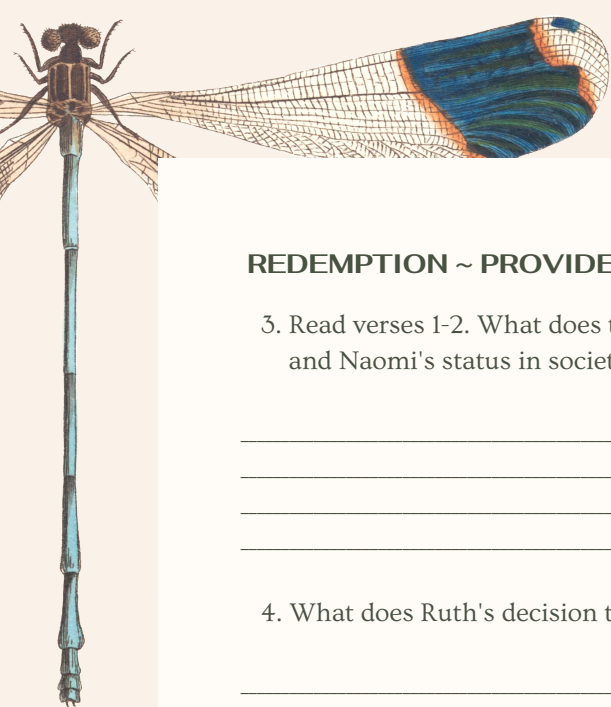 REDEMPTION ~ PROVIDE
3. Read verses 1-2. What does t
and Naomi's status in societ
4. What does Ruth's decision t